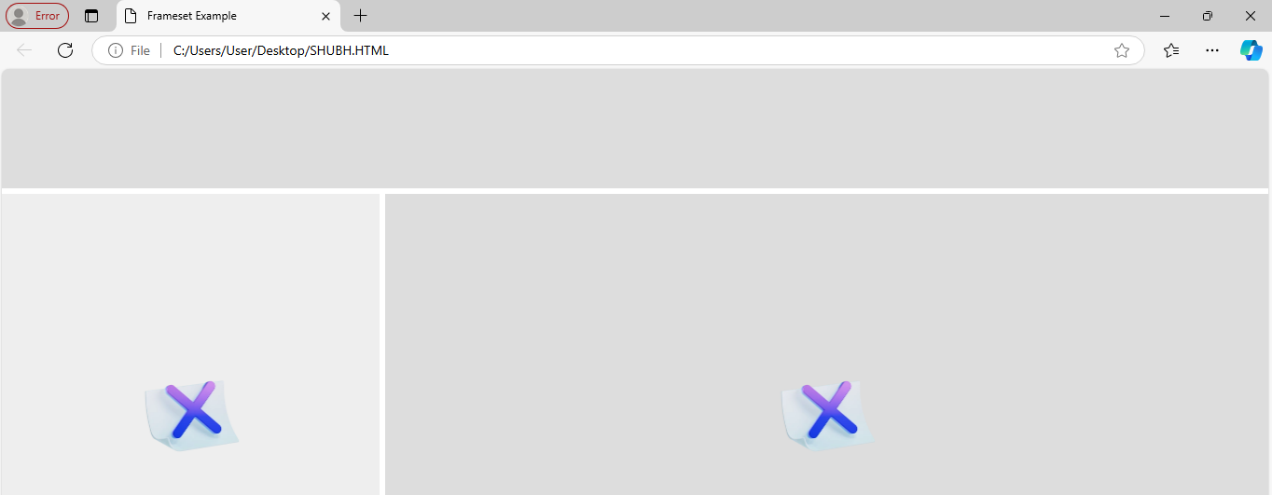 Error
Frameset Example
File
C:/Users/User/Desktop/SHUBH.HTML